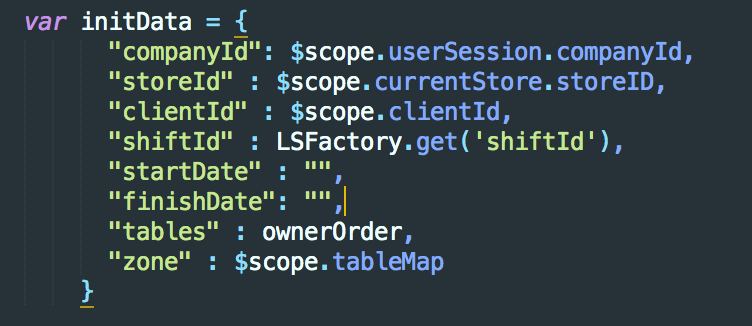 var initData = {
"companyId": $scope.userSession.companyId,
"storeId" : $scope.currentStore.storeID,
"clientId" : $scope.clientId,
"shiftId" : LSFactory.get('shiftId'),
"startDate" : "",
"finishDate": "",
"tables" : ownerOrder,
"zone" : $scope.tableMap
}